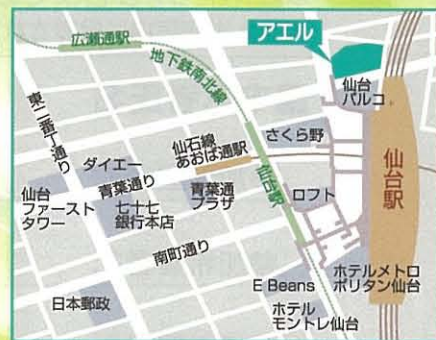 アエル
広瀬通駅
地下鉄南北線
仙台
パルコ
東二番丁通り
仙石線
あおば通駅
さくら野
ダイエー
仙台駅
青葉通り
仙台駅
仙台
ファースト
タワー
七十七
銀行本店
青葉通
プラザ
ロフト
南町通り
E Beans
ホテルメトロ
ポリタン仙台
日本郵政
ホテル
モントレ仙台